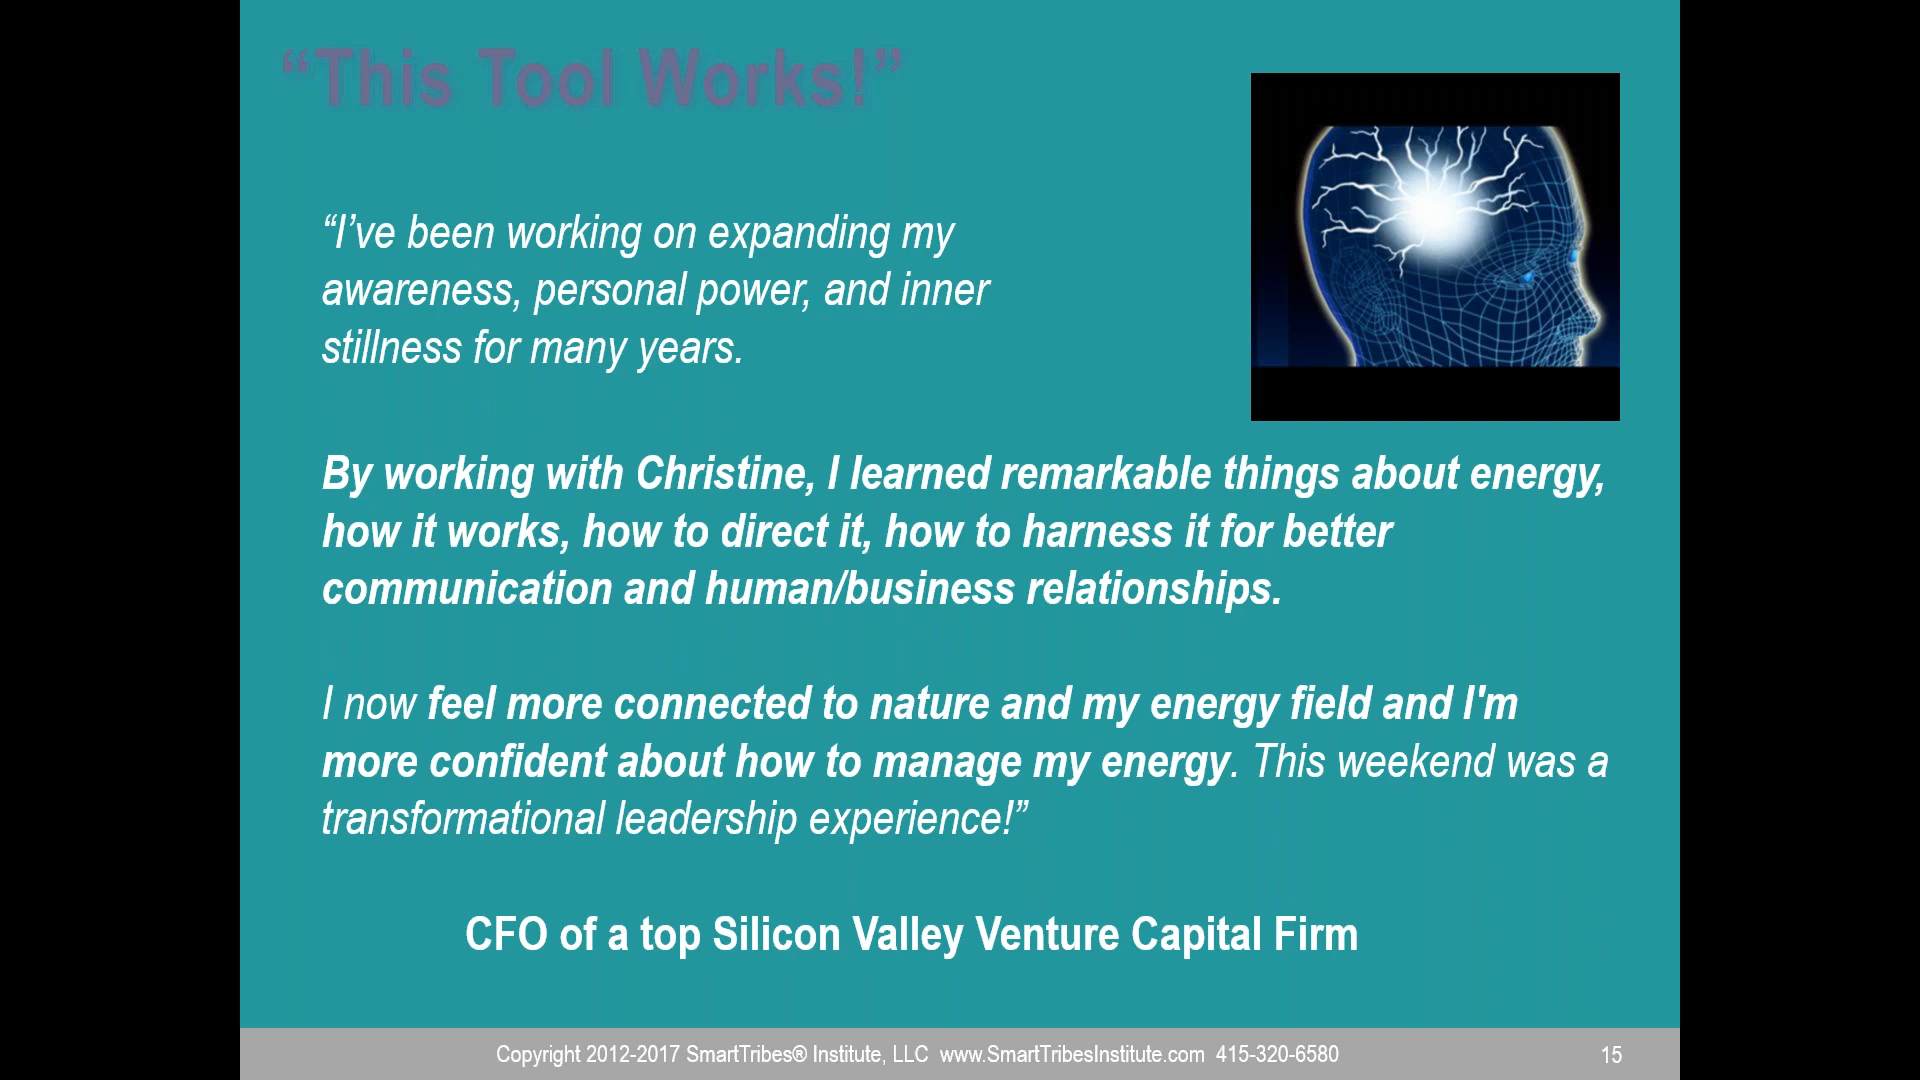 “This Tool Works!”
“I’ve been working on expanding my
awareness, personal power, and inner
stillness for many years.
By working with Christine, I learned remarkable things about energy,
how it works, how to direct it, how to harness it for better
communication and human/business relationships.
I now feel more connected to nature and my energy field and I'm
more confident about how to manage my energy. This weekend was a
transformational leadership experience!”
CFO of a top Silicon Valley Venture Capital Firm
Copyright 2012-2017 SmartTribes® Institute, LLC  www.SmartTribesInstitute.com  415-320-6580
15